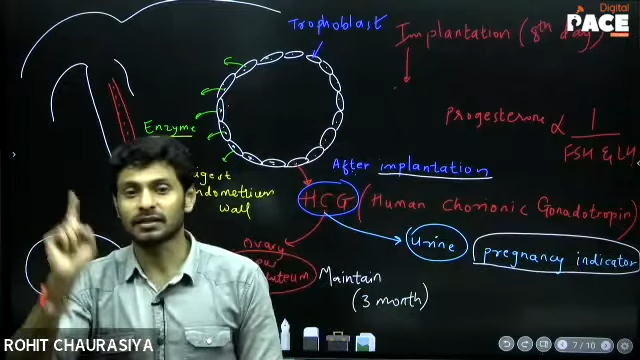 Digital
PACE
Trophoblast
Implantation (8th day)
Progesterone ∝ 1
FSH & LH
Enzyme
After implantation
endometrium
wall
HCG (Human Chorionic Gonadotropin)
ovary
Urine
pregnancy indicator
Maintain
(3 month)
ROHIT CHAURASIYA
7 / 10